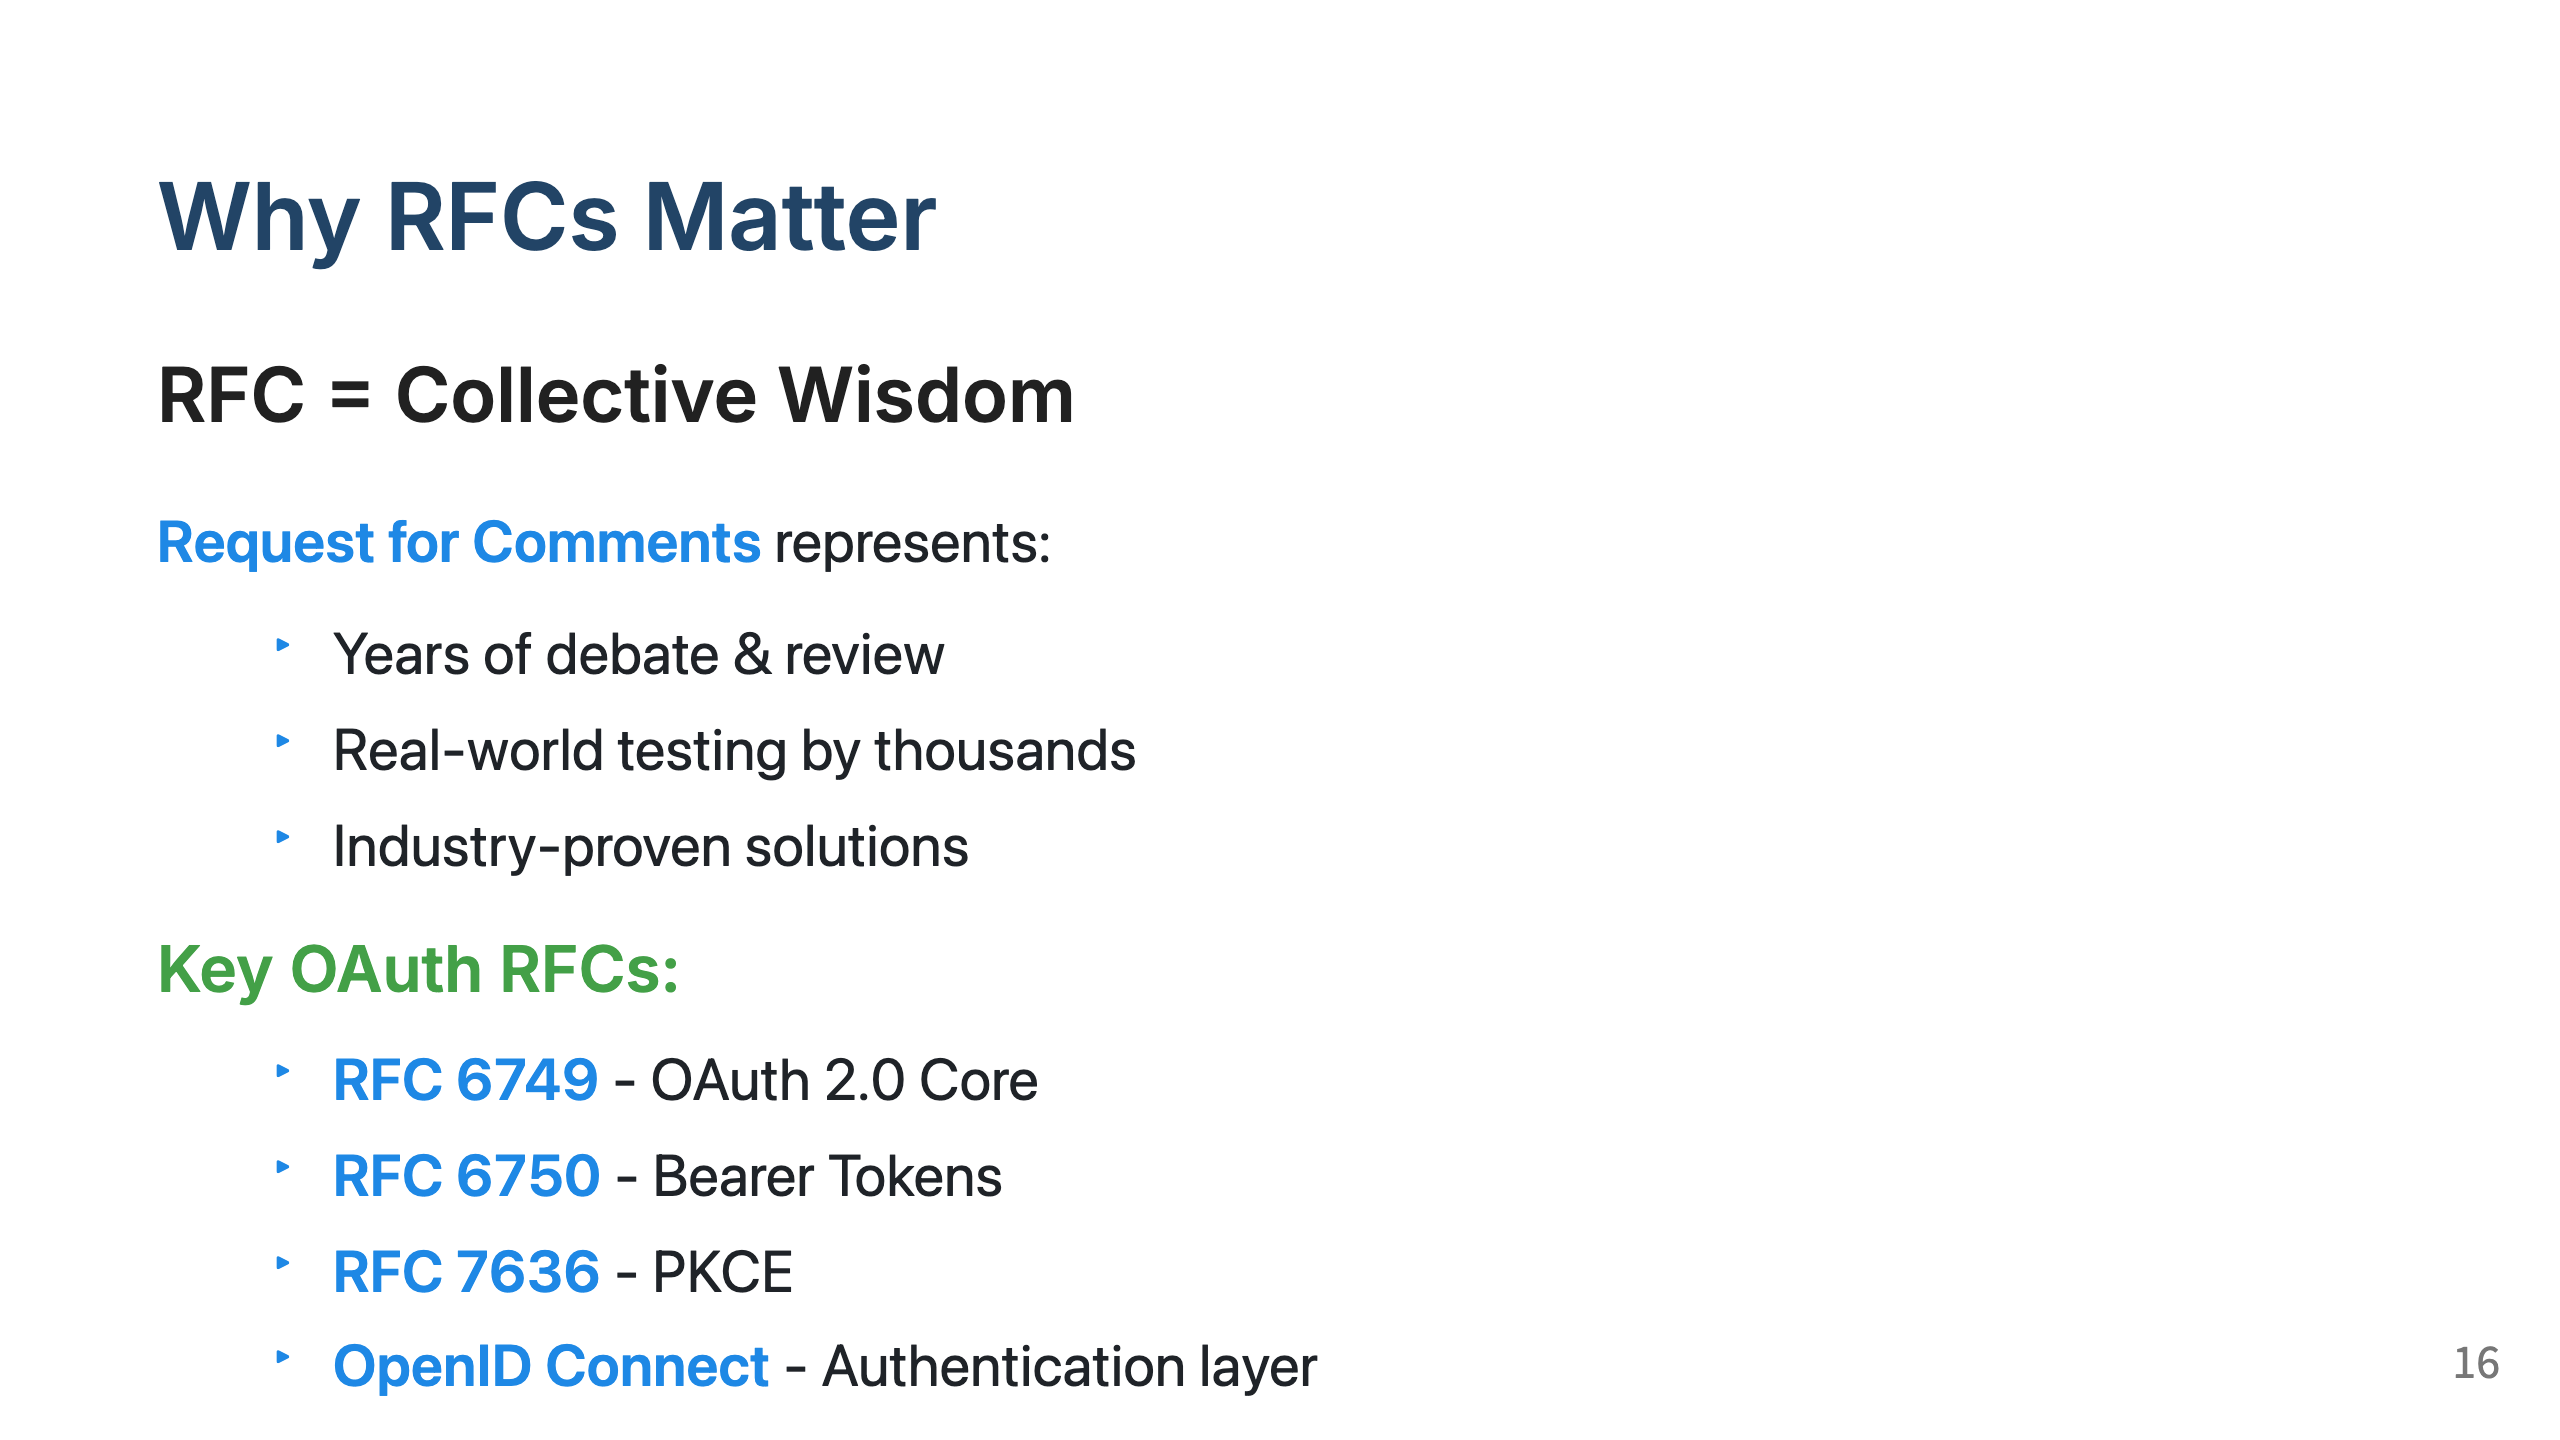 Why RFCs Matter
RFC = Collective Wisdom
Request for Comments represents:
‣ Years of debate & review
‣ Real-world testing by thousands
‣ Industry-proven solutions
Key OAuth RFCs:
‣ RFC 6749 - OAuth 2.0 Core
‣ RFC 6750 - Bearer Tokens
‣ RFC 7636 - PKCE
‣ OpenID Connect - Authentication layer
16